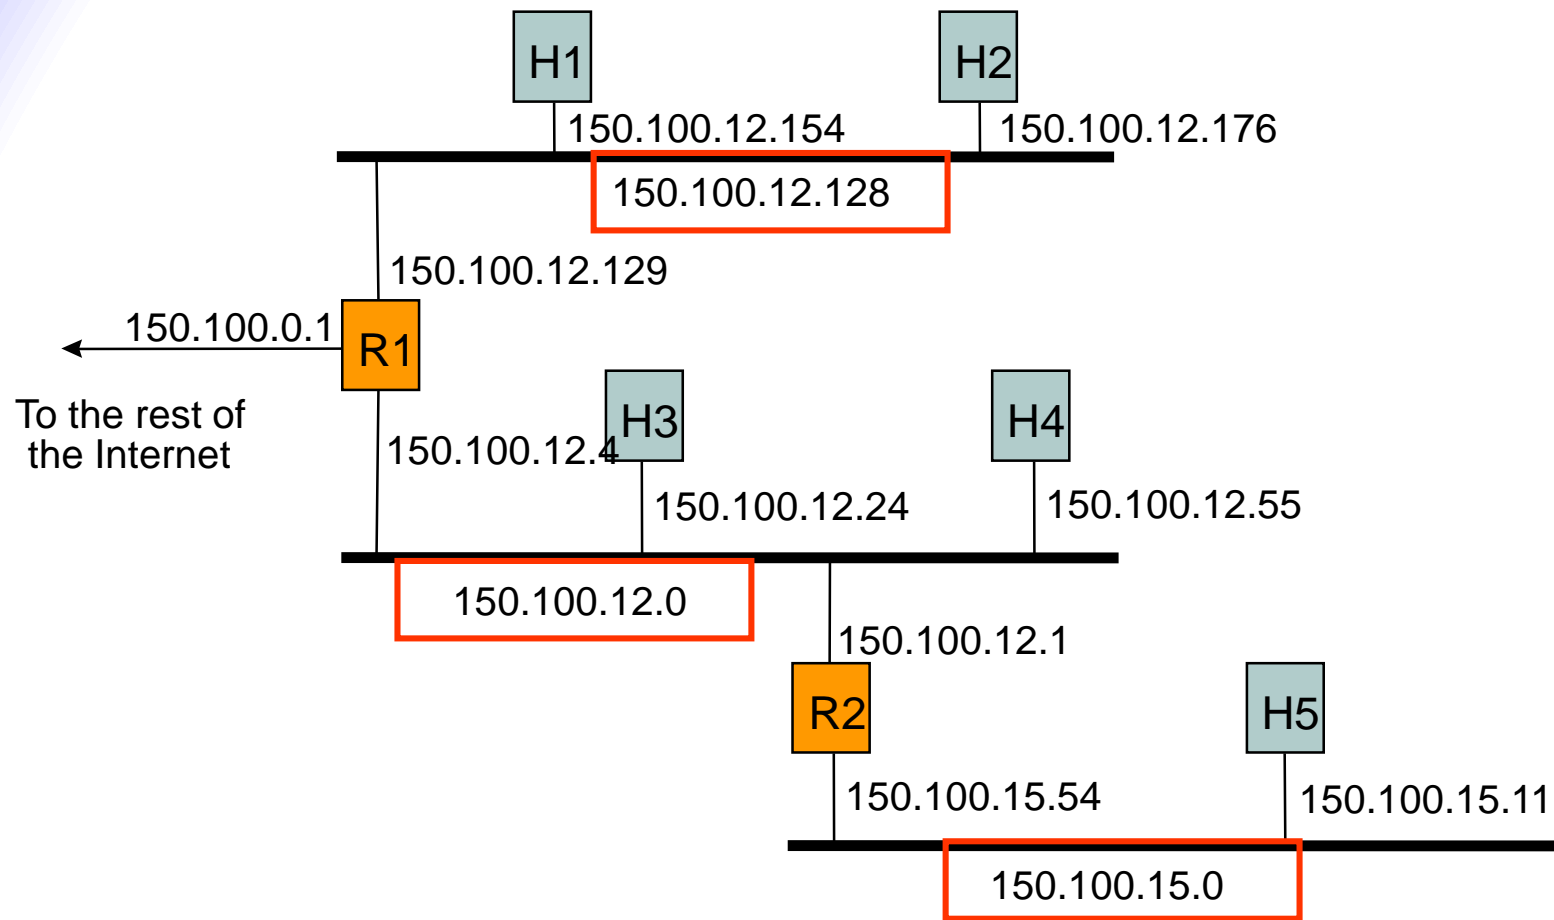 H1
H2
150.100.12.154
150.100.12.176
150.100.12.128
150.100.12.129
150.100.0.1
R1
To the rest of
the Internet
H3
H4
150.100.12.4
150.100.12.24
150.100.12.55
150.100.12.0
150.100.12.1
R2
H5
150.100.15.54
150.100.15.11
150.100.15.0